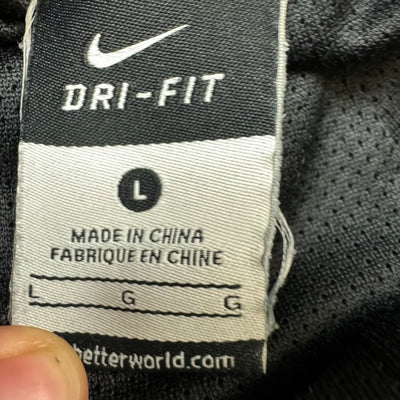 DRI-FIT
L
MADE IN CHINA
FABRIQUE EN CHINE
L G G
betterworld.com